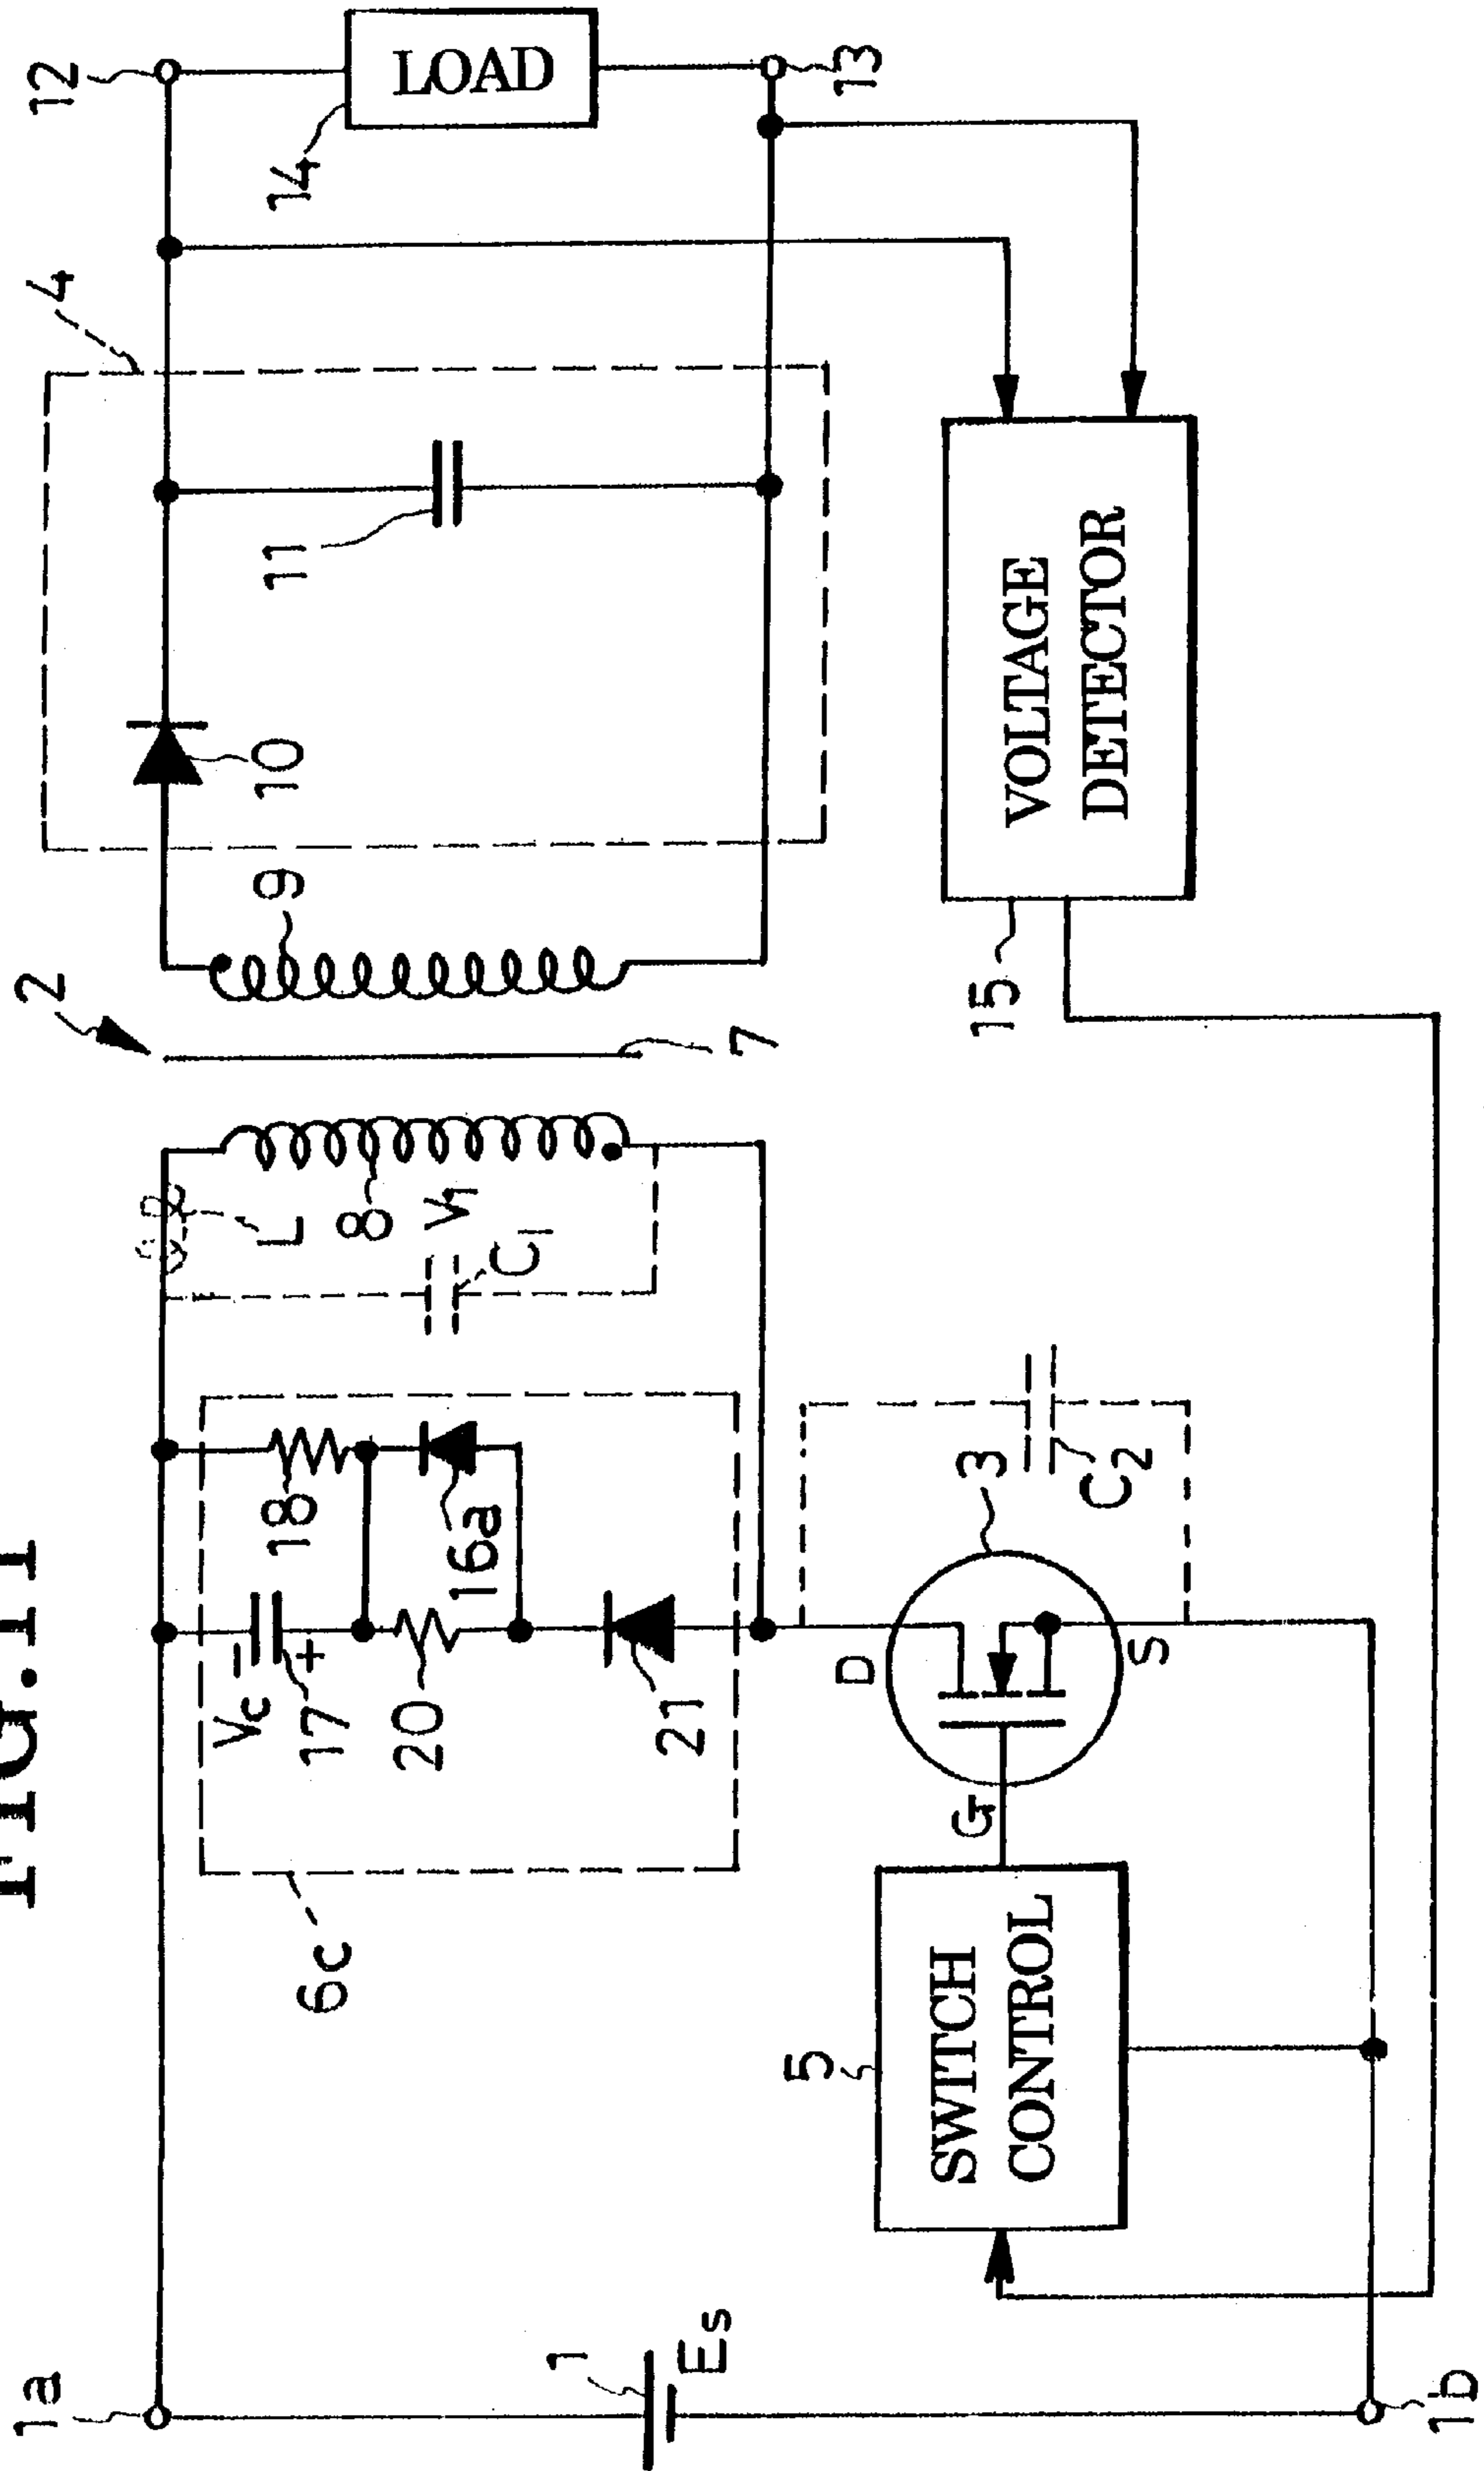 FIG.11
1a
1
Es
1b
6c
Vc
−
17
+
20
18
16a
21
L
8
V1
C1
2
7
9
4
10
11
12
14
LOAD
13
5
SWITCH
CONTROL
G
D
S
3
C2
15
VOLTAGE
DETECTOR